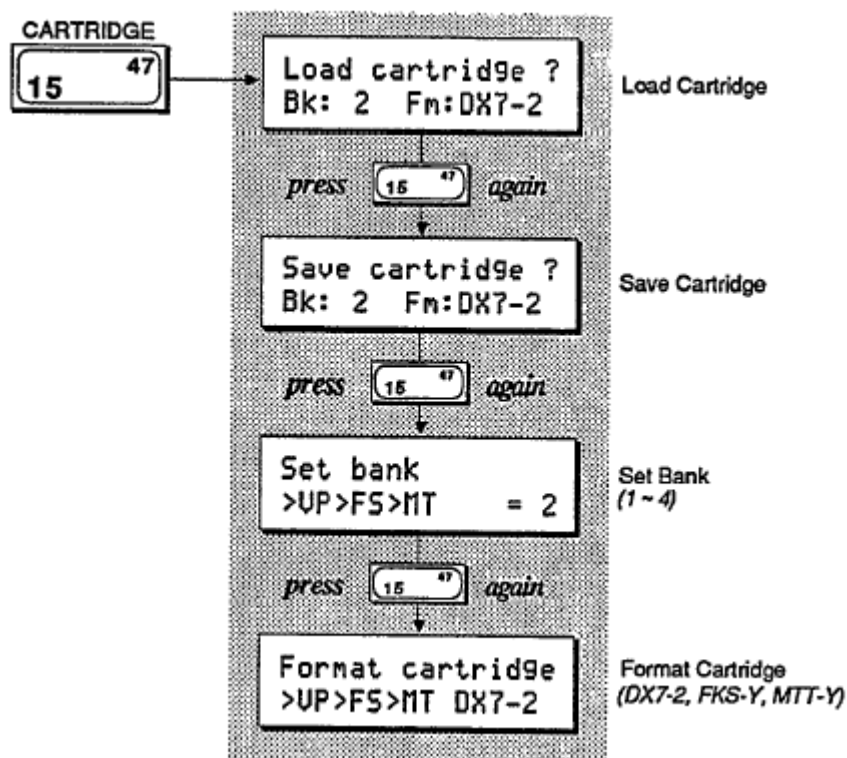 CARTRIDGE
15 47
Load cartridge ?
Bk: 2 Fm:DX7-2
Load Cartridge
press 15 47 again
Save cartridge ?
Bk: 2 Fm:DX7-2
Save Cartridge
press 15 47 again
Set bank
>UP>FS>MT = 2
Set Bank
(1 ~ 4)
press 15 47 again
Format cartridge
>UP>FS>MT DX7-2
Format Cartridge
(DX7-2, FKS-Y, MTT-Y)